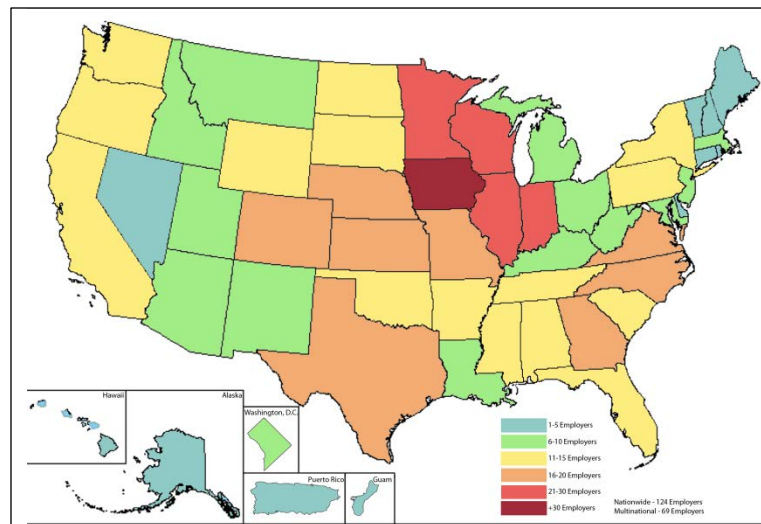 Hawaii
Alaska
Washington, D.C.
Puerto Rico
Guam
1-5 Employers
6-10 Employers
11-15 Employers
16-20 Employers
21-30 Employers
+30 Employers
Nationwide - 124 Employers
Multinational - 69 Employers